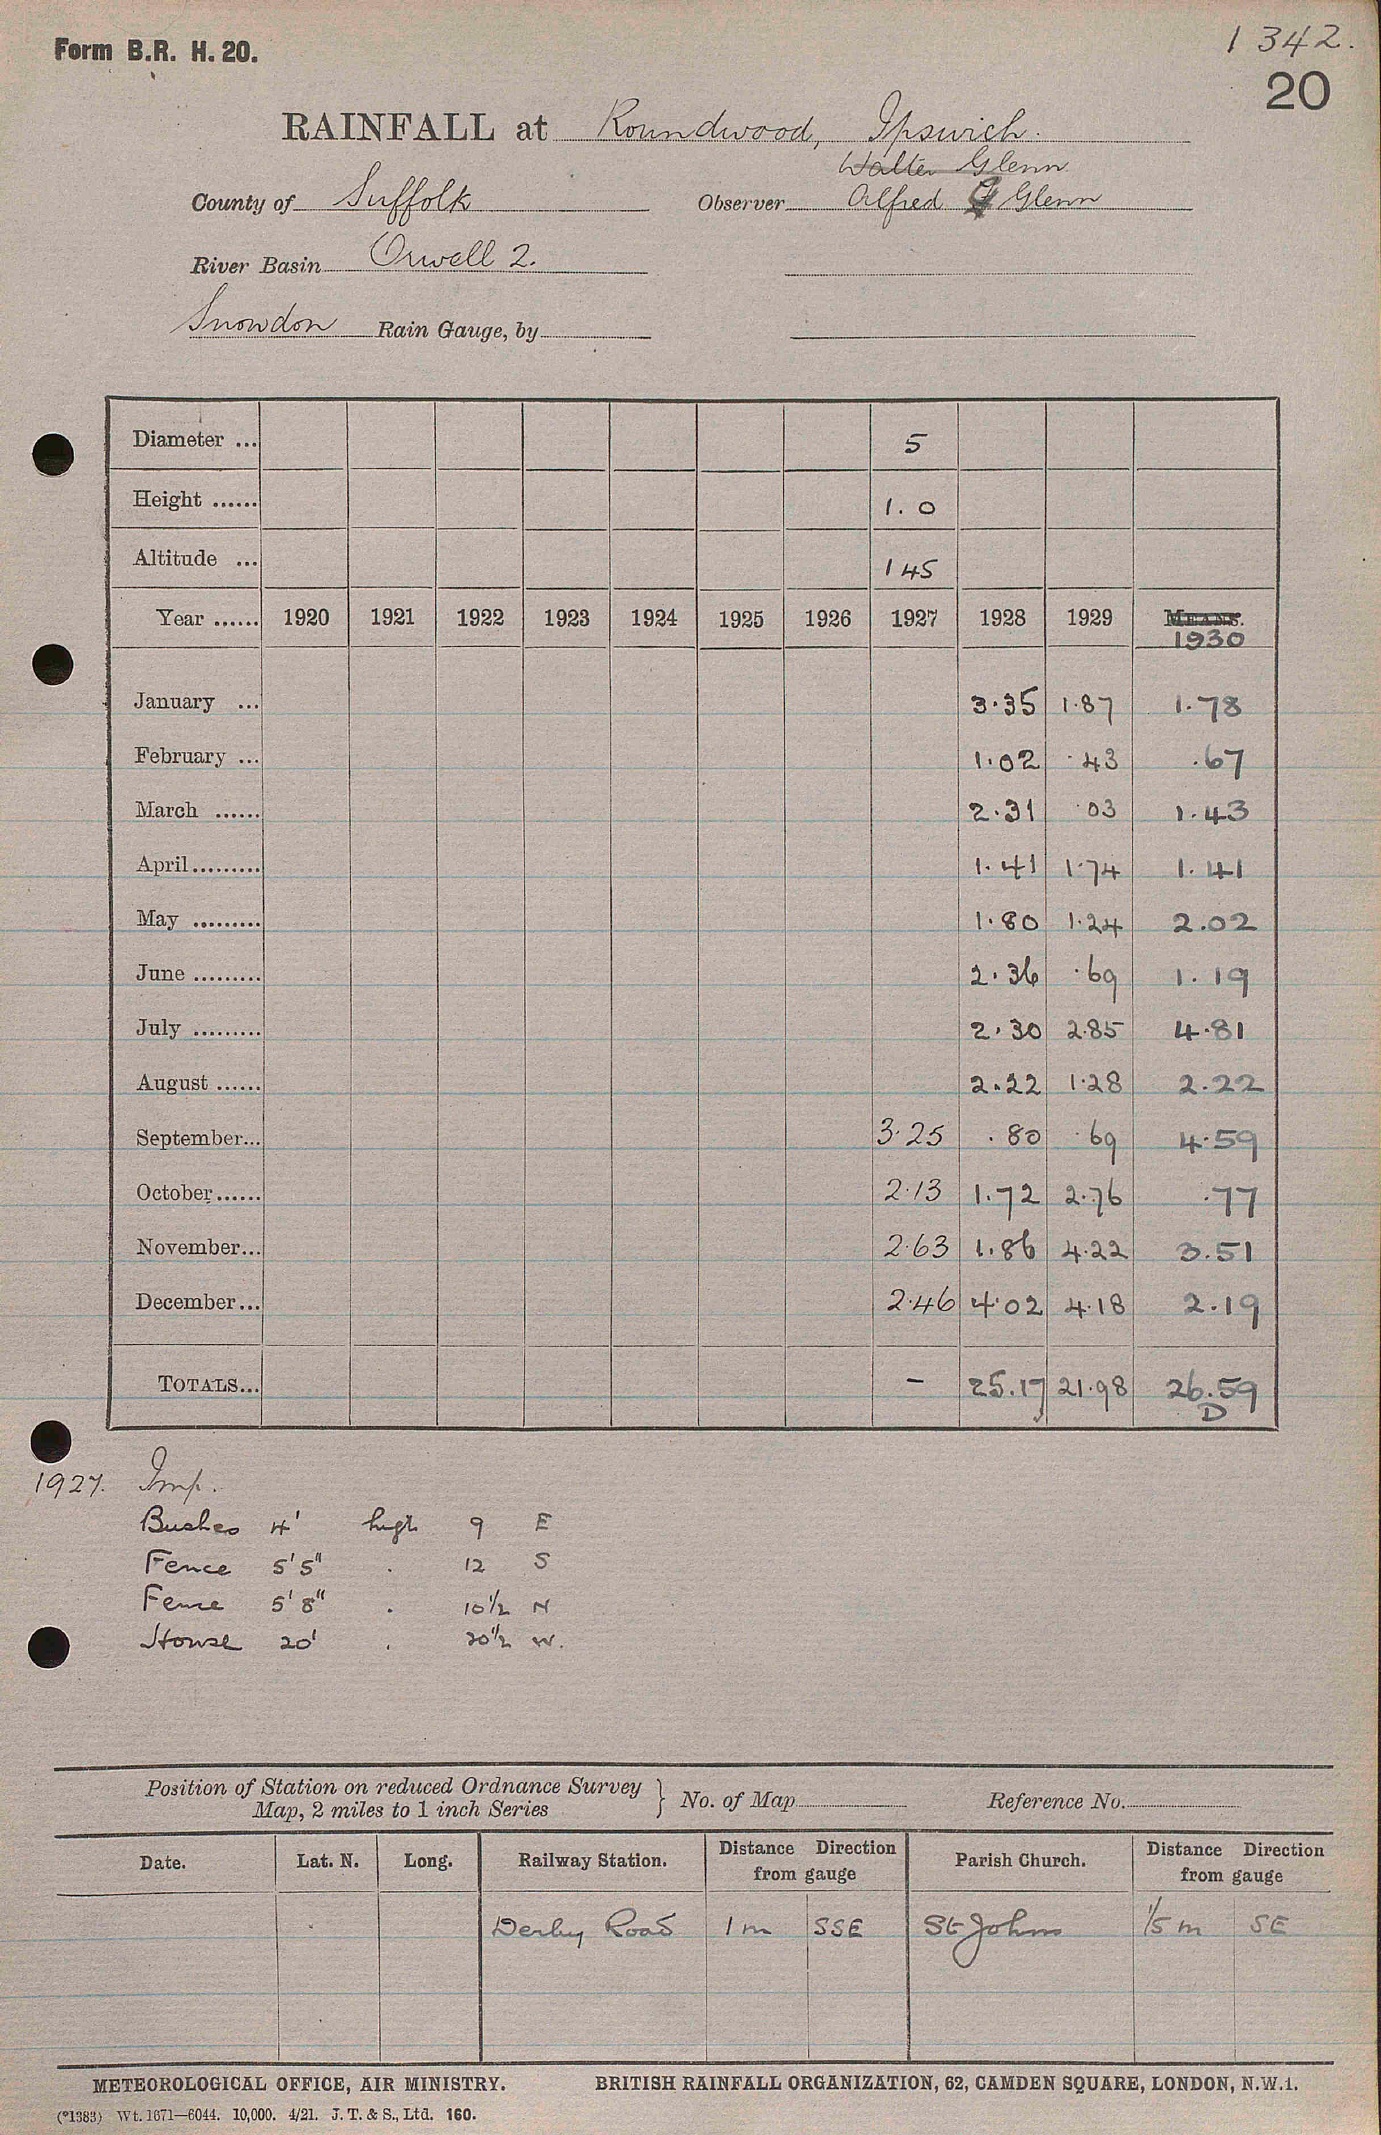 Form B.R. H. 20.
1342.
20
RAINFALL at Roundwood, Ipswich.
Walter Glenn
County of Suffolk Observer Alfred G Glenn
River Basin Orwell 2.
Snowdon Rain Gauge, by
Diameter ... 5
Height ...... 1.0
Altitude ... 145
Year ...... 1920 1921 1922 1923 1924 1925 1926 1927 1928 1929 MEANS.
1930
January ... 3.35 1.87 1.78
February ... 1.02 .43 .67
March ...... 2.31 .03 1.43
April ......... 1.41 1.74 1.41
May ......... 1.80 1.24 2.02
June ......... 2.36 .69 1.19
July ......... 2.30 2.85 4.81
August ...... 2.22 1.28 2.22
September... 3.25 .80 .69 4.59
October...... 2.13 1.72 2.76 .77
November... 2.63 1.86 4.22 3.51
December... 2.46 4.02 4.18 2.19
TOTALS... – 25.17 21.98 26.59
D
1927. Imp.
Bushes 4' high 9 E
Fence 5'5" . 12 S
Fence 5'8" . 10½ N
House 20' . 20½ W.
Position of Station on reduced Ordnance Survey
Map, 2 miles to 1 inch Series } No. of Map Reference No.
Date. Lat. N. Long. Railway Station. Distance Direction from gauge Parish Church. Distance Direction from gauge
Derby Road 1 m SSE St Johns 1/5 m SE
METEOROLOGICAL OFFICE, AIR MINISTRY. BRITISH RAINFALL ORGANIZATION, 62, CAMDEN SQUARE, LONDON, N.W.1.
(*1383) Wt. 1671—6044. 10,000. 4/21. J. T. & S., Ltd. 160.